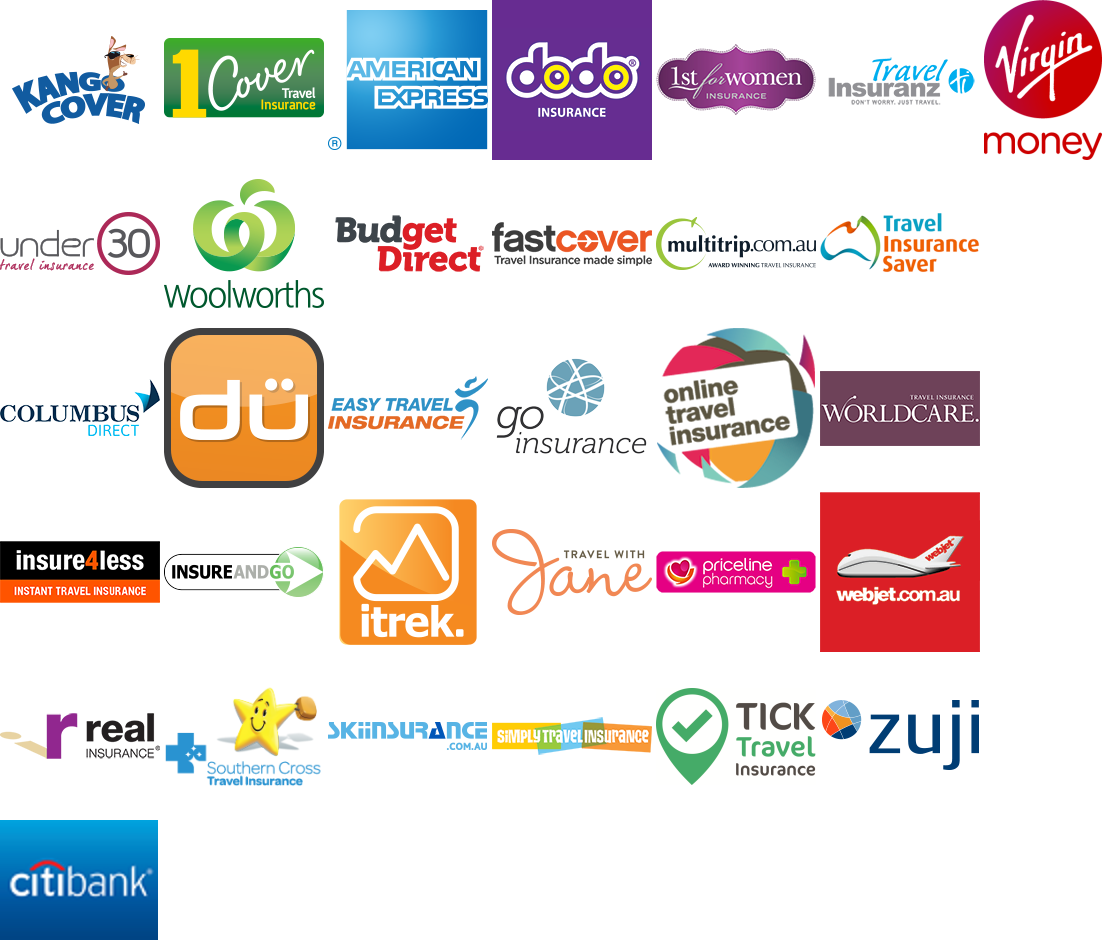 KANGO
COVER
1Cover
Travel
Insurance
AMERICAN
EXPRESS
®
dodo®
INSURANCE
1st for women
INSURANCE
Travel
Insuranz
DON'T WORRY. JUST TRAVEL.
Virgin
money
under 30
travel insurance
Woolworths
Budget
Direct®
fastcover
Travel Insurance made simple
multitrip.com.au
AWARD WINNING TRAVEL INSURANCE
Travel
Insurance
Saver
COLUMBUS
DIRECT
dü
EASY TRAVEL
INSURANCE
go
insurance
online
travel
insurance
TRAVEL INSURANCE
WORLDCARE.
insure4less
INSTANT TRAVEL INSURANCE
INSUREANDGO
itrek.
TRAVEL WITH
Jane
priceline
pharmacy
webjet
webjet.com.au
r real
INSURANCE®
Southern Cross
Travel Insurance
SKIINSURANCE
.COM.AU
SIMPLY TRAVEL INSURANCE
TICK
Travel
Insurance
zuji
citibank®